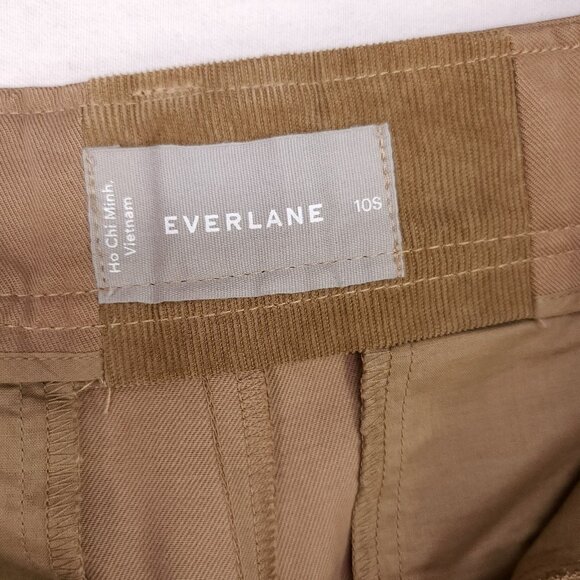 Ho Chi Minh,
Vietnam
EVERLANE
10S